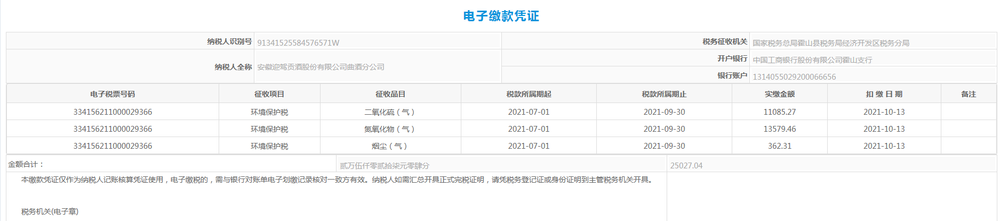 电子缴款凭证
纳税人识别号 91341525584576571W 税务征收机关 国家税务总局霍山县税务局经济开发区税务分局
纳税人全称 安徽迎驾贡酒股份有限公司曲酒分公司 开户银行 中国工商银行股份有限公司霍山支行
银行账户 1314055029200066656
电子税票号码 征收项目 征收品目 税款所属期起 税款所属期止 实缴金额 扣 缴 日 期 备注
334156211000029366 环境保护税 二氧化硫（气） 2021-07-01 2021-09-30 11085.27 2021-10-13
334156211000029366 环境保护税 氮氧化物（气） 2021-07-01 2021-09-30 13579.46 2021-10-13
334156211000029366 环境保护税 烟尘（气） 2021-07-01 2021-09-30 362.31 2021-10-13
金额合计： 贰万伍仟零贰拾柒元零肆分 25027.04
本缴款凭证仅作为纳税人记账核算凭证使用，电子缴税的，需与银行对账单电子划缴记录核对一致方有效。纳税人如需汇总开具正式完税证明，请凭税务登记证或身份证明到主管税务机关开具。
税务机关(电子章)